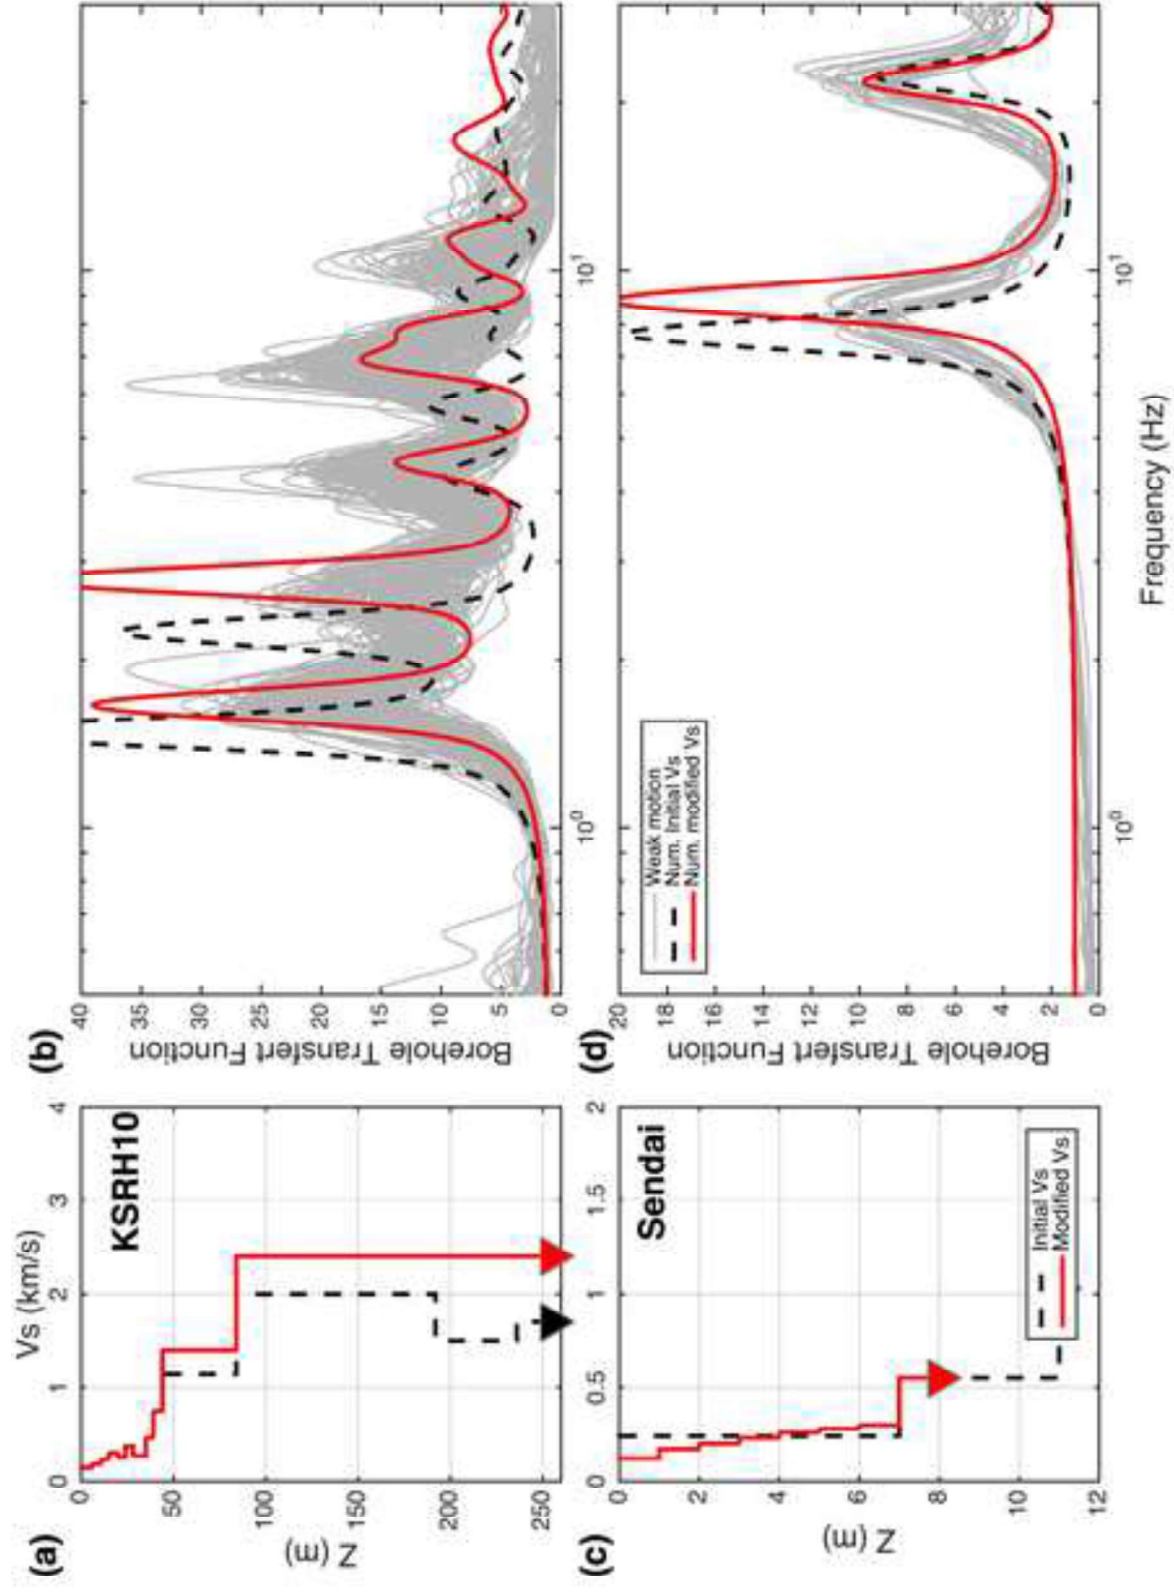 (a)
Vs (km/s)
0 1 2 3 4
KSRH10
0
50
100
150
200
250
Z (m)
(b)
40
35
30
25
20
15
10
5
0
Borehole Transfert Function
10⁰ 10¹
(c)
0 0.5 1 1.5 2
Sendai
0
2
4
6
8
10
12
Z (m)
Initial Vs
Modified Vs
(d)
20
18
16
14
12
10
8
6
4
2
0
Borehole Transfert Function
Weak motion
Num. Initial Vs
Num. modified Vs
10⁰ 10¹
Frequency (Hz)